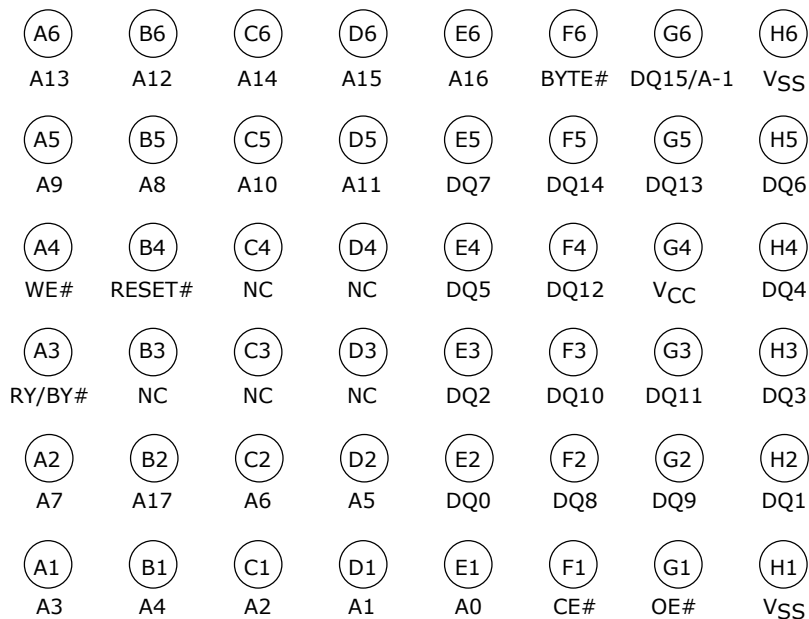 A6 B6 C6 D6 E6 F6 G6 H6
A13 A12 A14 A15 A16 BYTE# DQ15/A-1 VSS
A5 B5 C5 D5 E5 F5 G5 H5
A9 A8 A10 A11 DQ7 DQ14 DQ13 DQ6
A4 B4 C4 D4 E4 F4 G4 H4
WE# RESET# NC NC DQ5 DQ12 VCC DQ4
A3 B3 C3 D3 E3 F3 G3 H3
RY/BY# NC NC NC DQ2 DQ10 DQ11 DQ3
A2 B2 C2 D2 E2 F2 G2 H2
A7 A17 A6 A5 DQ0 DQ8 DQ9 DQ1
A1 B1 C1 D1 E1 F1 G1 H1
A3 A4 A2 A1 A0 CE# OE# VSS